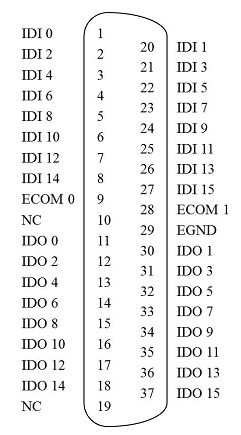 IDI 0 1
20 IDI 1
IDI 2 2
21 IDI 3
IDI 4 3
22 IDI 5
IDI 6 4
23 IDI 7
IDI 8 5
24 IDI 9
IDI 10 6
25 IDI 11
IDI 12 7
26 IDI 13
IDI 14 8
27 IDI 15
ECOM 0 9
28 ECOM 1
NC 10
29 EGND
IDO 0 11
30 IDO 1
IDO 2 12
31 IDO 3
IDO 4 13
32 IDO 5
IDO 6 14
33 IDO 7
IDO 8 15
34 IDO 9
IDO 10 16
35 IDO 11
IDO 12 17
36 IDO 13
IDO 14 18
37 IDO 15
NC 19